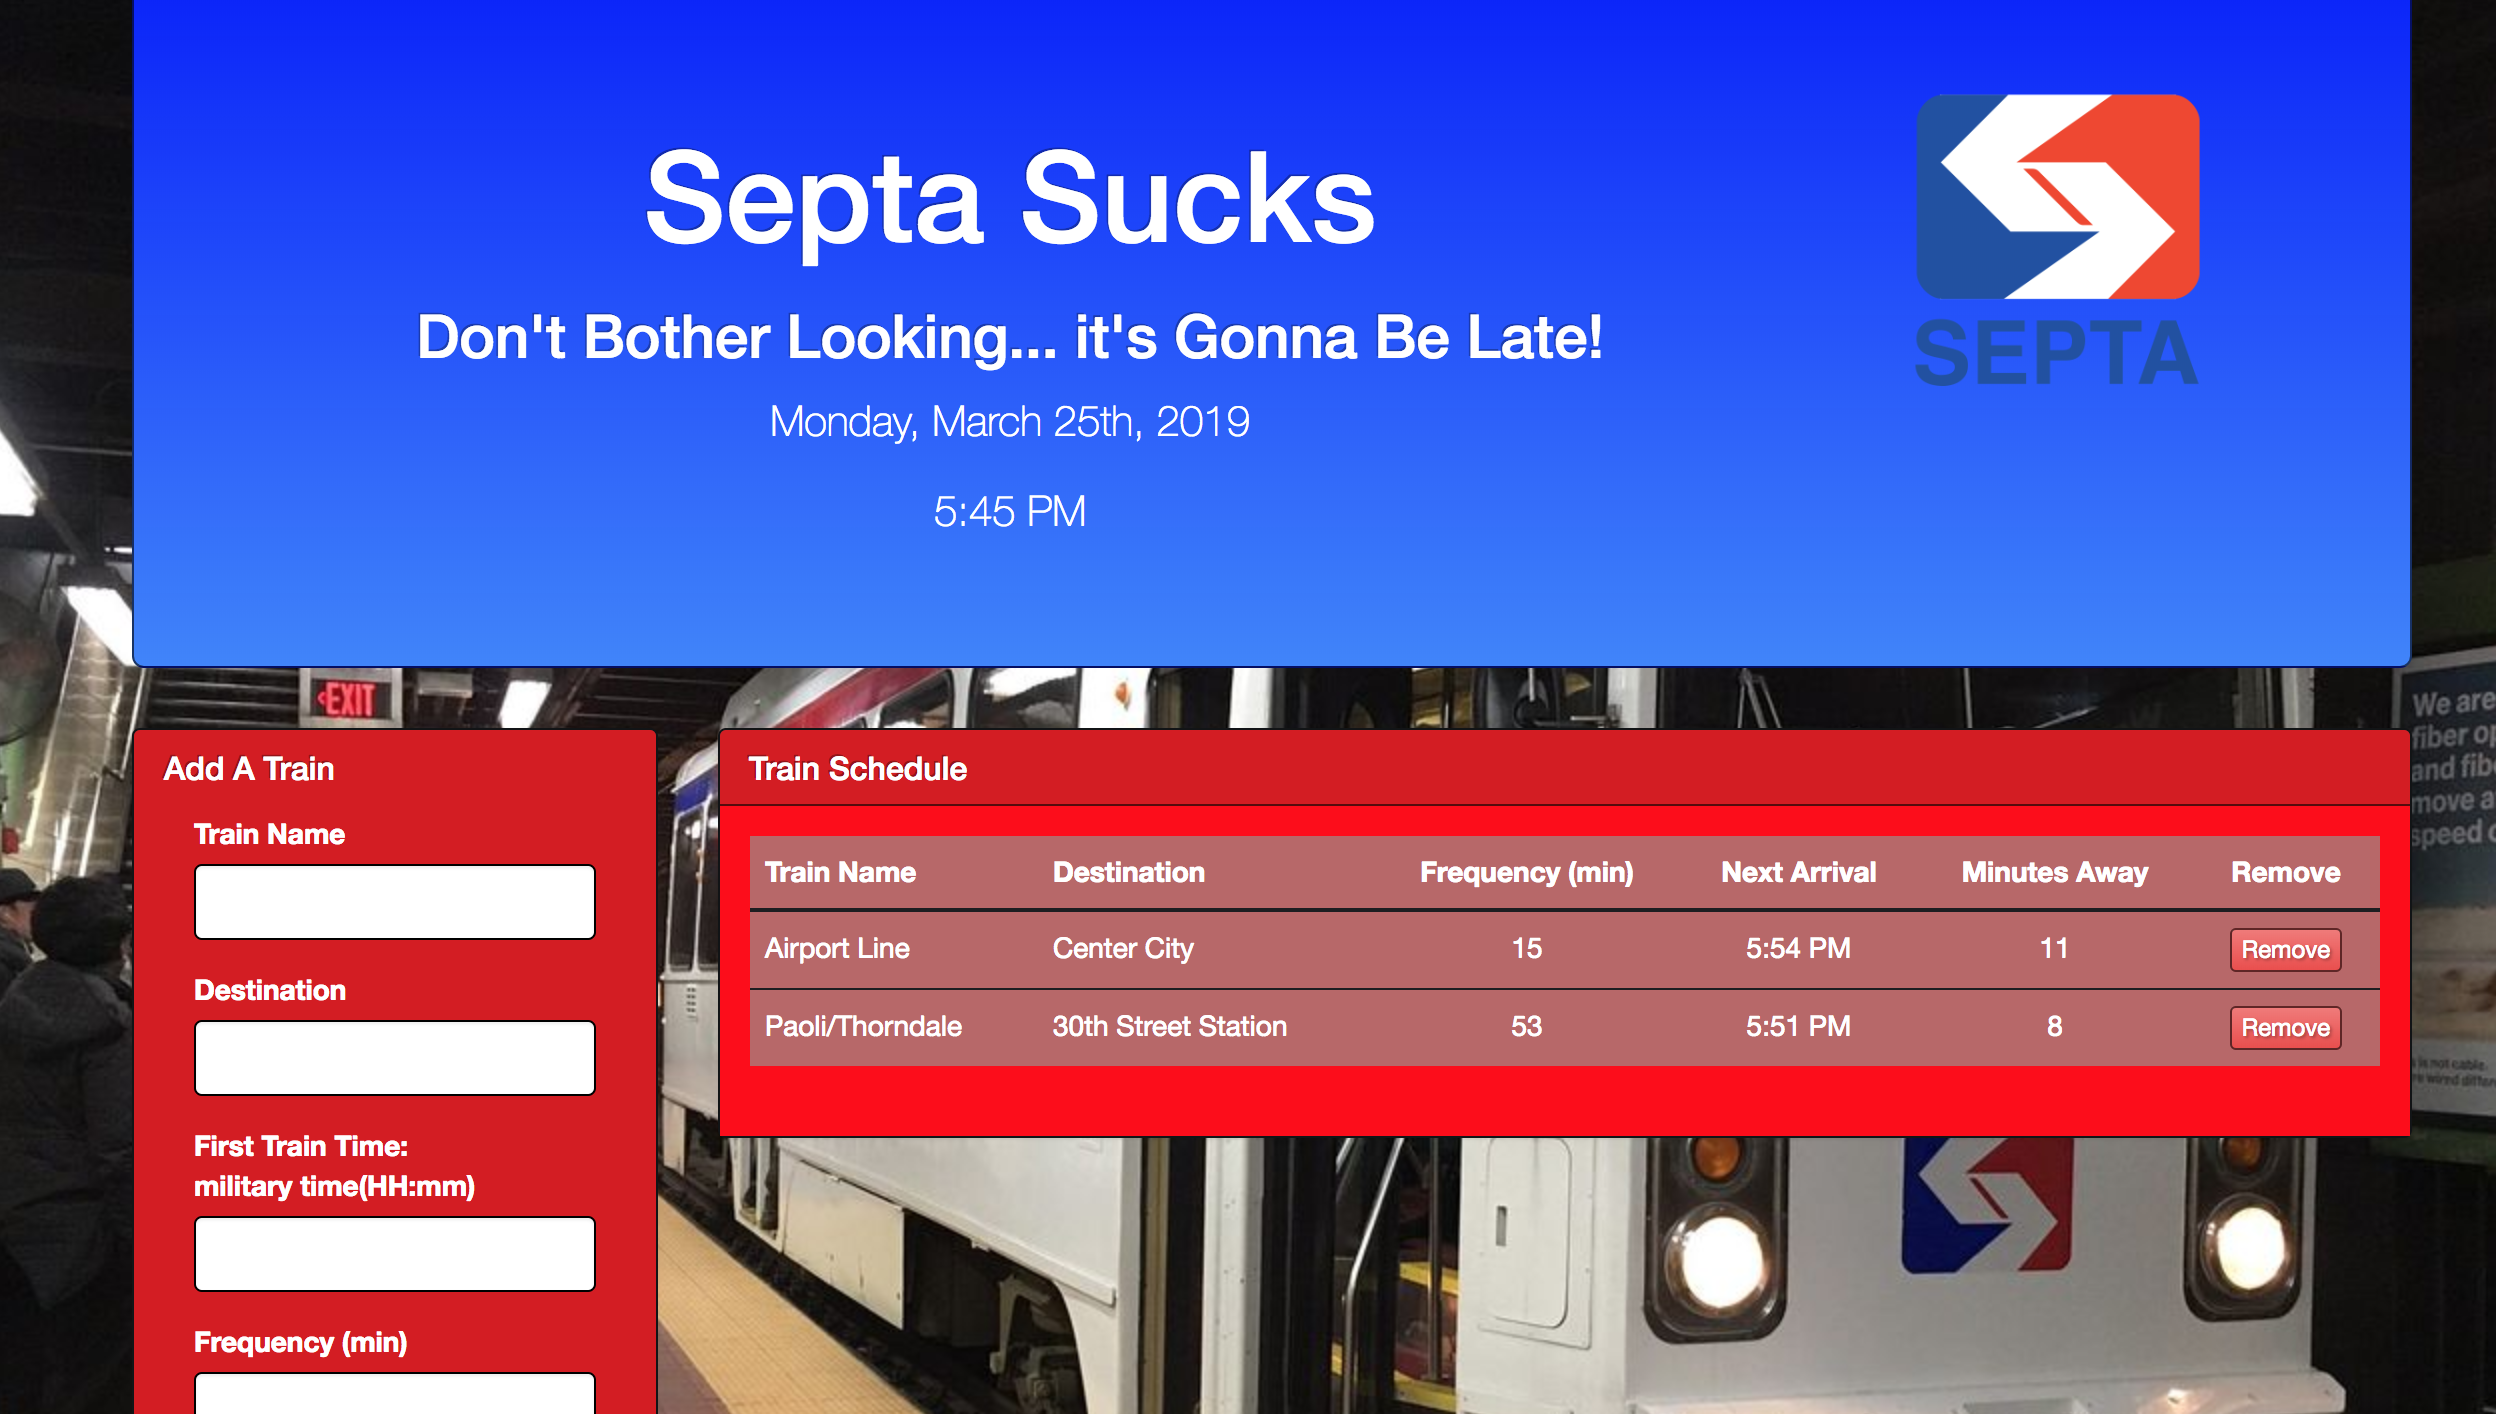 Septa Sucks
Don't Bother Looking... it's Gonna Be Late!
Monday, March 25th, 2019
5:45 PM
SEPTA
EXIT
We are
fiber op
and fib
move a
speed
Add A Train
Train Name
Destination
First Train Time:
military time(HH:mm)
Frequency (min)
Train Schedule
Train Name Destination Frequency (min) Next Arrival Minutes Away Remove
Airport Line Center City 15 5:54 PM 11 Remove
Paoli/Thorndale 30th Street Station 53 5:51 PM 8 Remove
is not cable.